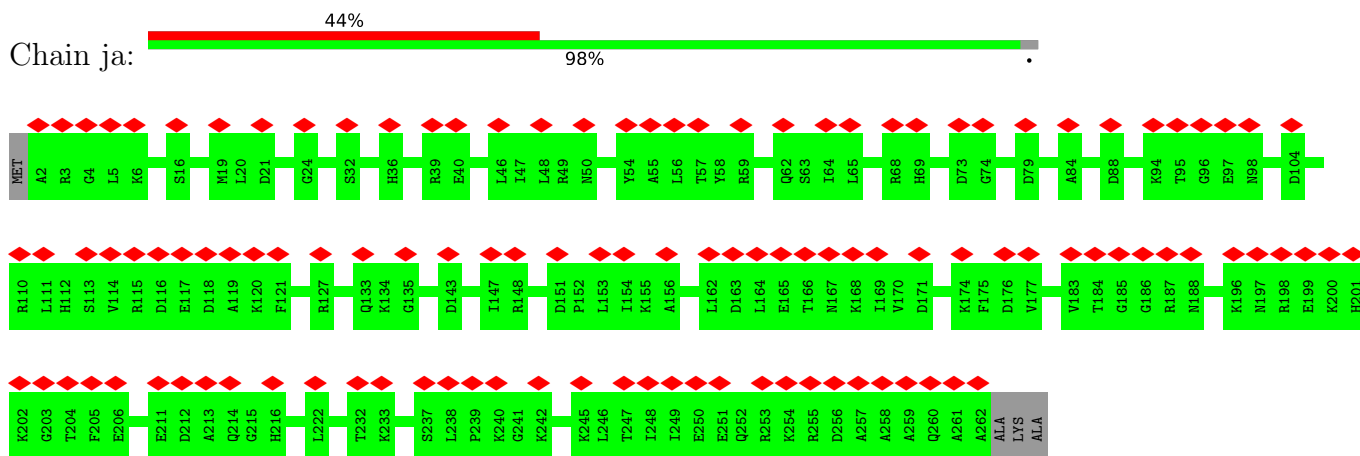 44%
Chain ja:
98%
.
MET A2 R3 G4 L5 K6 S16 M19 L20 D21 G24 S32 H36 R39 E40 L46 I47 L48 R49 N50 Y54 A55 L56 T57 Y58 R59 Q62 S63 I64 L65 R68 H69 D73 G74 D79 A84 D88 K94 T95 G96 E97 N98 D104
R110 L111 H112 S113 V114 R115 D116 E117 D118 A119 K120 F121 R127 Q133 K134 G135 D143 I147 R148 D151 P152 L153 I154 K155 A156 L162 D163 L164 E165 T166 N167 K168 I169 V170 D171 K174 F175 D176 V177 V183 T184 G185 G186 R187 N188 K196 N197 R198 E199 K200 H201
K202 G203 T204 F205 E206 E211 D212 A213 Q214 G215 H216 L222 T232 K233 S237 L238 P239 K240 G241 K242 K245 L246 T247 I248 I249 E250 E251 Q252 R253 K254 R255 D256 A257 A258 A259 Q260 A261 A262 ALA LYS ALA